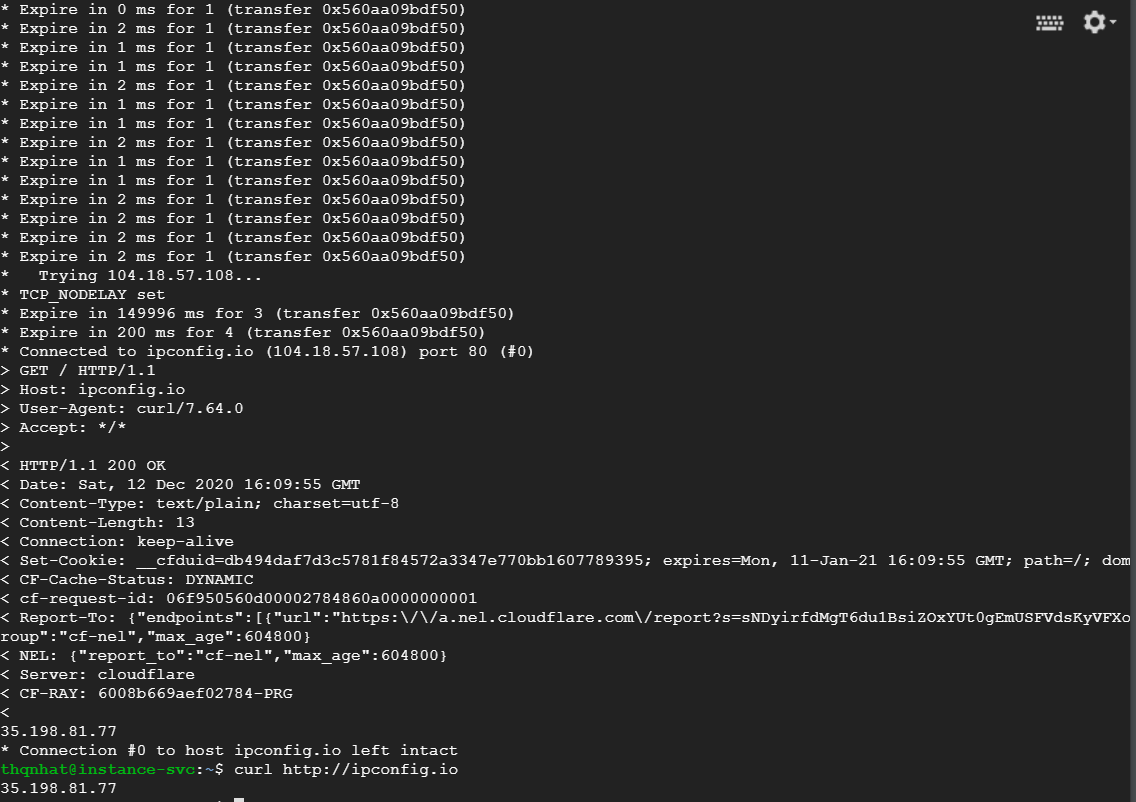 * Expire in 0 ms for 1 (transfer 0x560aa09bdf50)
* Expire in 2 ms for 1 (transfer 0x560aa09bdf50)
* Expire in 1 ms for 1 (transfer 0x560aa09bdf50)
* Expire in 1 ms for 1 (transfer 0x560aa09bdf50)
* Expire in 2 ms for 1 (transfer 0x560aa09bdf50)
* Expire in 1 ms for 1 (transfer 0x560aa09bdf50)
* Expire in 1 ms for 1 (transfer 0x560aa09bdf50)
* Expire in 2 ms for 1 (transfer 0x560aa09bdf50)
* Expire in 1 ms for 1 (transfer 0x560aa09bdf50)
* Expire in 1 ms for 1 (transfer 0x560aa09bdf50)
* Expire in 2 ms for 1 (transfer 0x560aa09bdf50)
* Expire in 2 ms for 1 (transfer 0x560aa09bdf50)
* Expire in 2 ms for 1 (transfer 0x560aa09bdf50)
* Expire in 2 ms for 1 (transfer 0x560aa09bdf50)
*   Trying 104.18.57.108...
* TCP_NODELAY set
* Expire in 149996 ms for 3 (transfer 0x560aa09bdf50)
* Expire in 200 ms for 4 (transfer 0x560aa09bdf50)
* Connected to ipconfig.io (104.18.57.108) port 80 (#0)
> GET / HTTP/1.1
> Host: ipconfig.io
> User-Agent: curl/7.64.0
> Accept: */*
>
< HTTP/1.1 200 OK
< Date: Sat, 12 Dec 2020 16:09:55 GMT
< Content-Type: text/plain; charset=utf-8
< Content-Length: 13
< Connection: keep-alive
< Set-Cookie: __cfduid=db494daf7d3c5781f84572a3347e770bb1607789395; expires=Mon, 11-Jan-21 16:09:55 GMT; path=/; dom
< CF-Cache-Status: DYNAMIC
< cf-request-id: 06f950560d00002784860a0000000001
< Report-To: {"endpoints":[{"url":"https:\/\/a.nel.cloudflare.com\/report?s=sNDyirfdMgT6du1BsiZOxYUt0gEmUSFVdsKyVFXo
roup":"cf-nel","max_age":604800}
< NEL: {"report_to":"cf-nel","max_age":604800}
< Server: cloudflare
< CF-RAY: 6008b669aef02784-PRG
<
35.198.81.77
* Connection #0 to host ipconfig.io left intact
thqnhat@instance-svc:~$ curl http://ipconfig.io
35.198.81.77